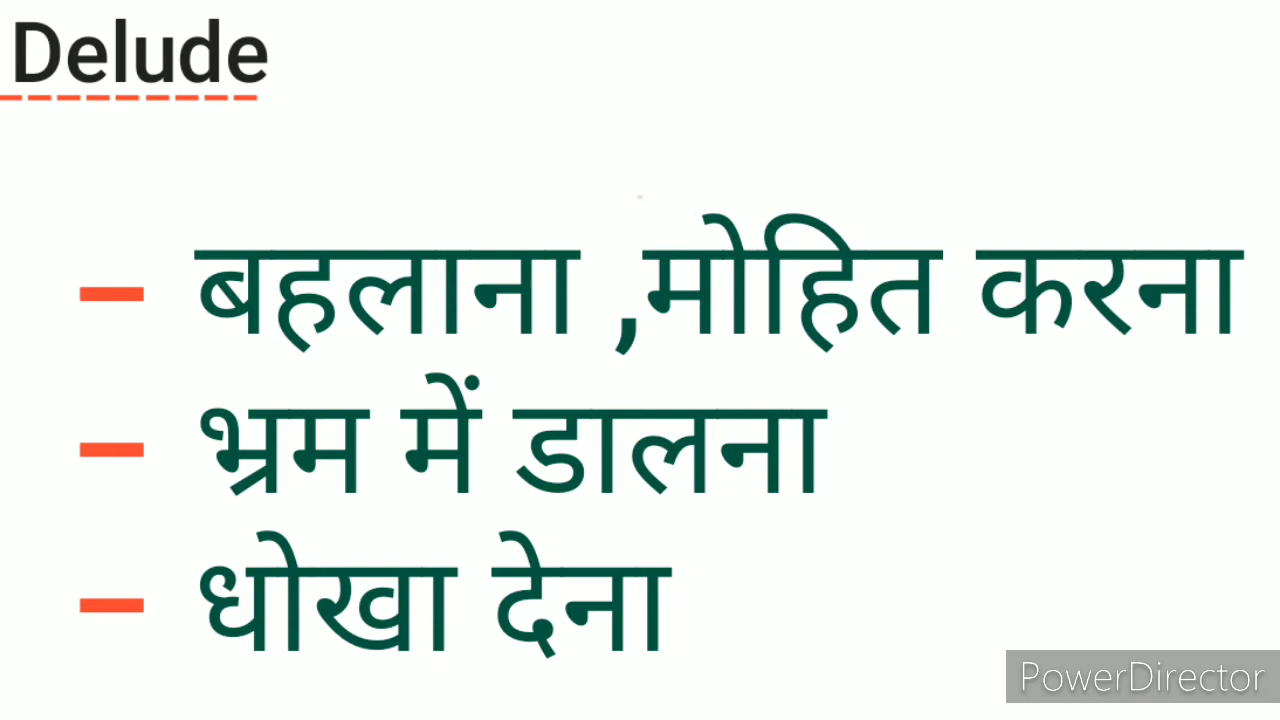 Delude
– बहलाना ,मोहित करना
– भ्रम में डालना
– धोखा देना
PowerDirector